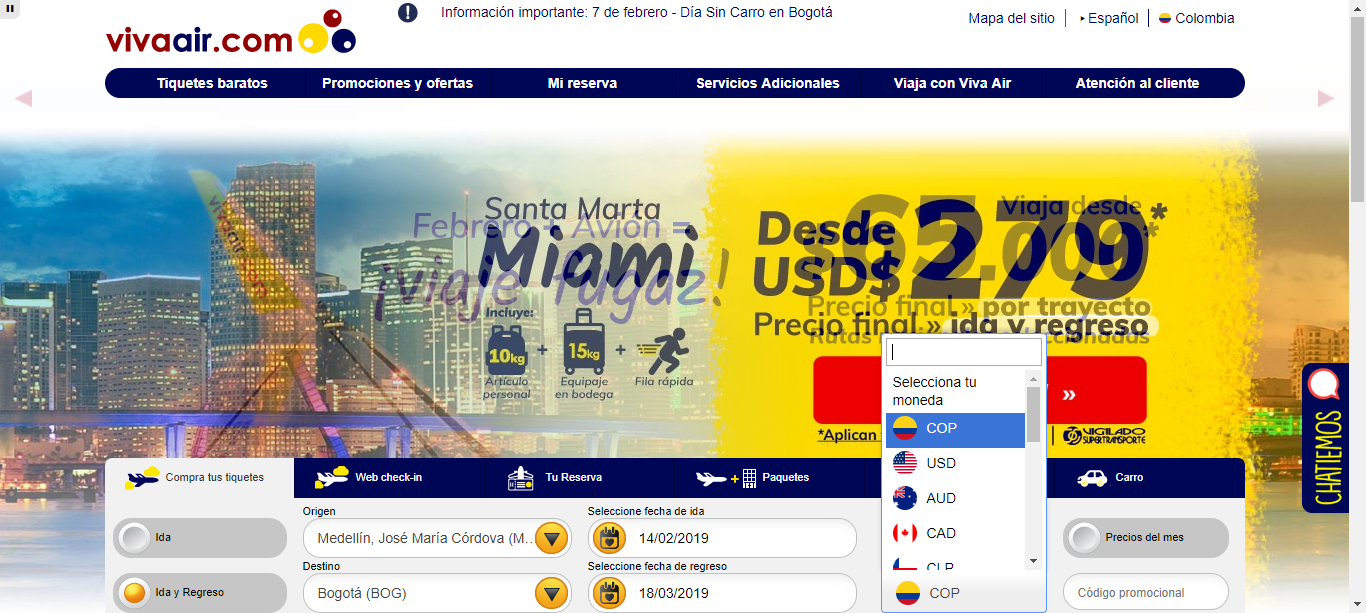 Información importante: 7 de febrero - Día Sin Carro en Bogotá
Mapa del sitio
Español
Colombia
vivaair.com
Tiquetes baratos
Promociones y ofertas
Mi reserva
Servicios Adicionales
Viaja con Viva Air
Atención al cliente
Santa Marta
Febrero + Avión =
Miami
¡viaje fugaz!
Incluye:
10kg + 15kg +
Artículo personal
Equipaje en bodega
Fila rápida
Viaja desde
Desde
USD$ 279*
Precio final » por trayecto
Precio final » ida y regreso
»
*Aplican
VIGILADO
SUPERTRANSPORTE
Selecciona tu
moneda
COP
USD
AUD
CAD
CLP
COP
CHATIEMOS
Compra tus tiquetes
Web check-in
Tu Reserva
Paquetes
Carro
Origen
Seleccione fecha de ida
Ida
Medellín, José María Córdova (M...
14/02/2019
Precios del mes
Destino
Seleccione fecha de regreso
Ida y Regreso
Bogotá (BOG)
18/03/2019
Código promocional